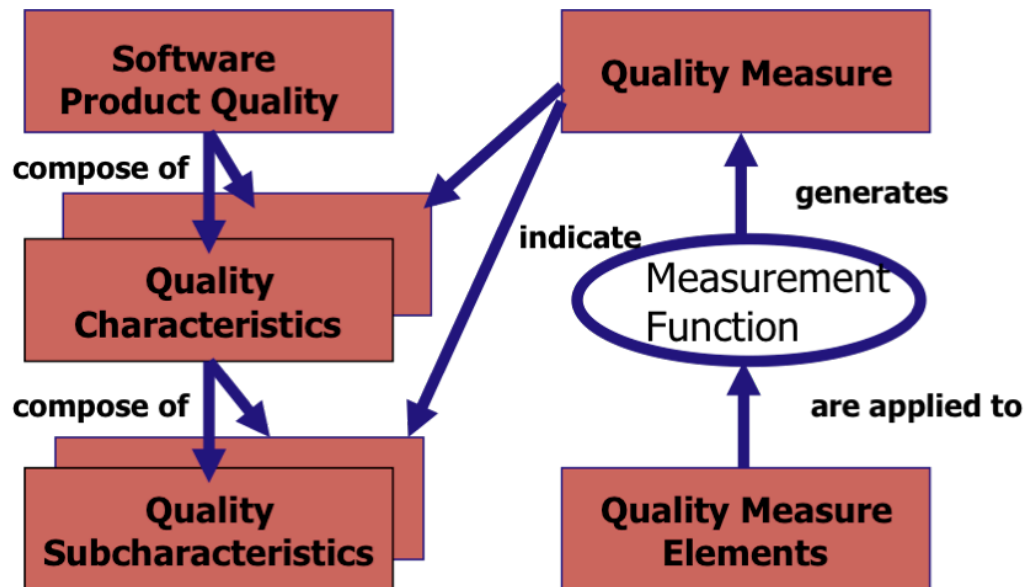 Software
Product Quality
Quality Measure
compose of
generates
indicate
Quality
Characteristics
Measurement
Function
compose of
are applied to
Quality
Subcharacteristics
Quality Measure
Elements